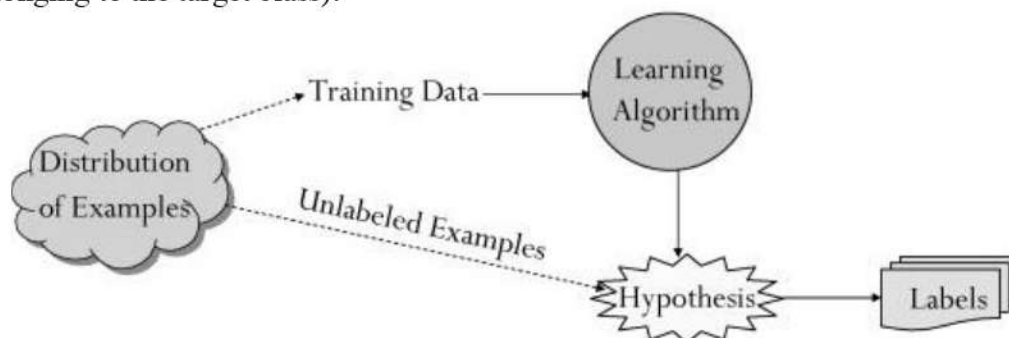 Learning
Training Data
Algorithm
Distribution
of Examples
Unlabeled Examples
Hypothesis
Labels